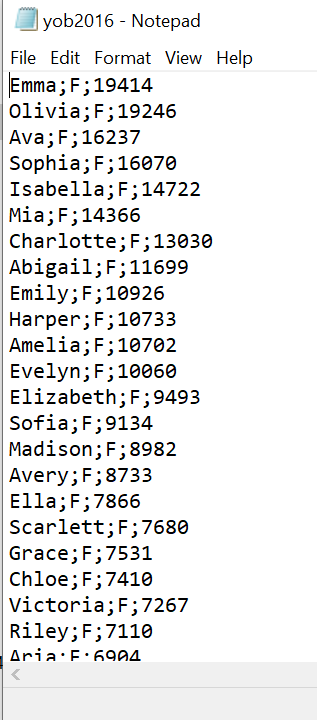 yob2016 - Notepad
File Edit Format View Help
Emma;F;19414
Olivia;F;19246
Ava;F;16237
Sophia;F;16070
Isabella;F;14722
Mia;F;14366
Charlotte;F;13030
Abigail;F;11699
Emily;F;10926
Harper;F;10733
Amelia;F;10702
Evelyn;F;10060
Elizabeth;F;9493
Sofia;F;9134
Madison;F;8982
Avery;F;8733
Ella;F;7866
Scarlett;F;7680
Grace;F;7531
Chloe;F;7410
Victoria;F;7267
Riley;F;7110
Aria;F;6904